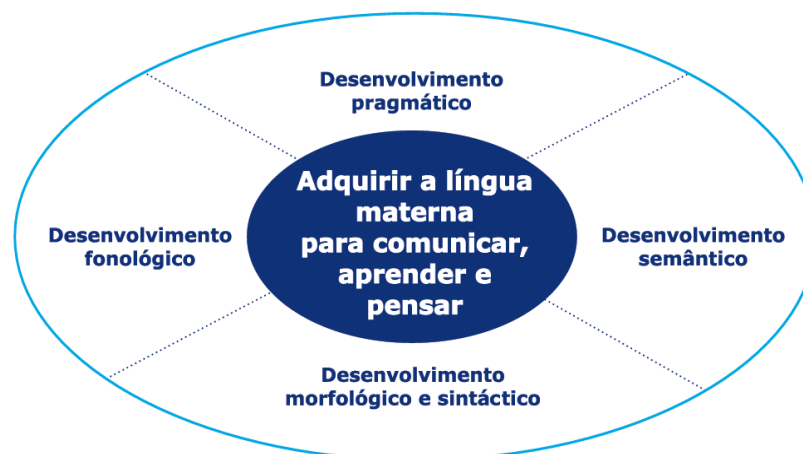 Desenvolvimento
pragmático
Adquirir a língua
materna
para comunicar,
aprender e
pensar
Desenvolvimento
fonológico
Desenvolvimento
semântico
Desenvolvimento
morfológico e sintáctico